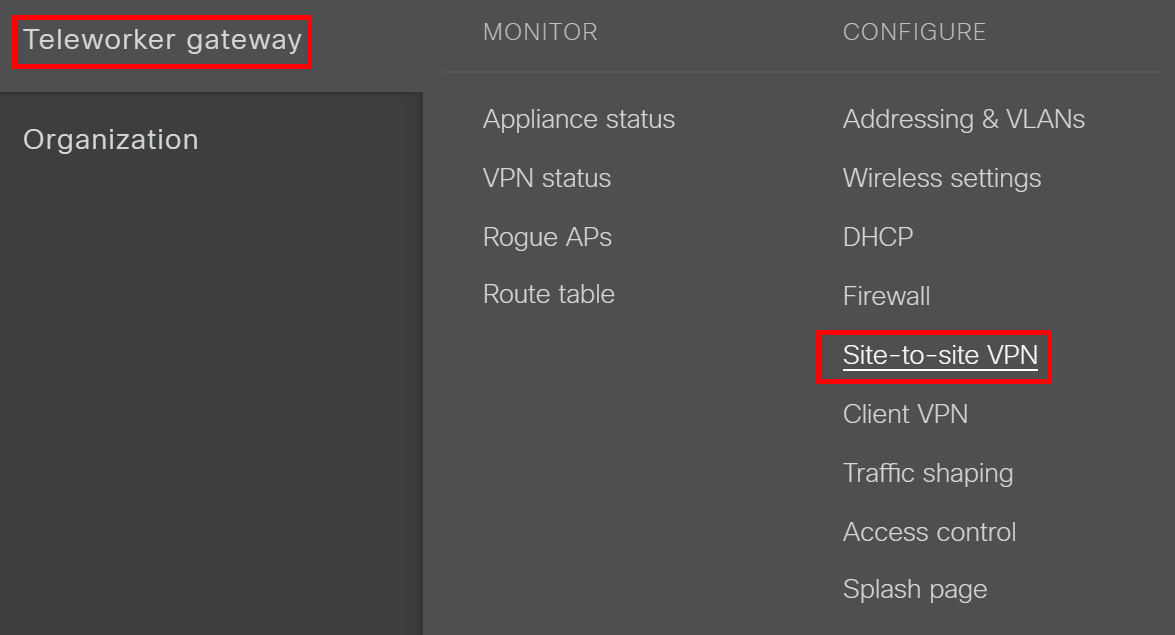 Teleworker gateway
Organization
MONITOR
Appliance status
VPN status
Rogue APs
Route table
CONFIGURE
Addressing & VLANs
Wireless settings
DHCP
Firewall
Site-to-site VPN
Client VPN
Traffic shaping
Access control
Splash page